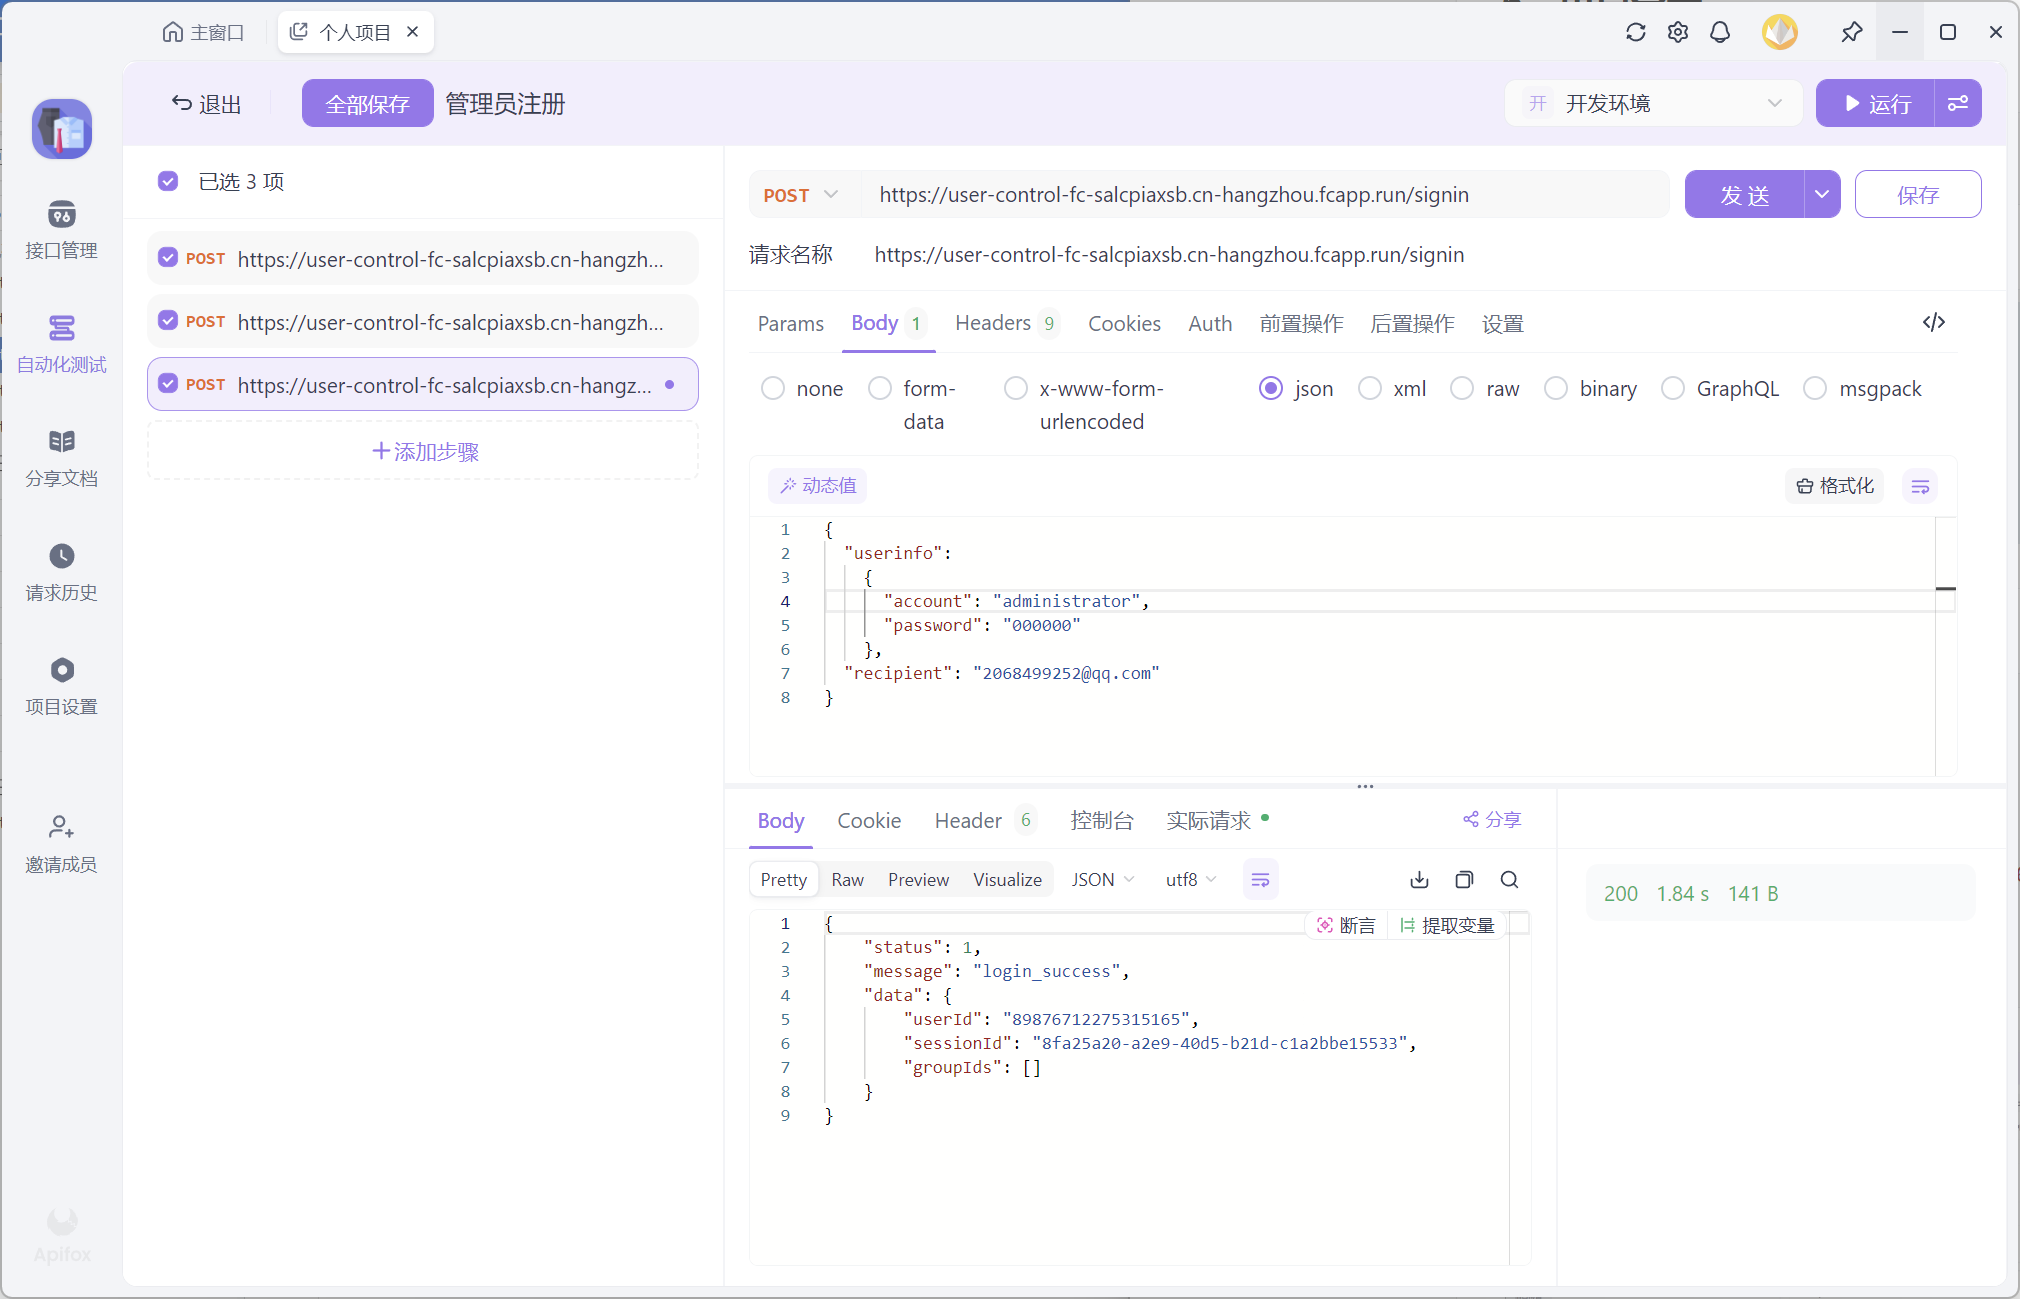 主窗口
个人项目
退出
全部保存
管理员注册
开 开发环境
运行
接口管理
自动化测试
分享文档
请求历史
项目设置
邀请成员
Apifox
已选 3 项
POST https://user-control-fc-salcpiaxsb.cn-hangzh...
POST https://user-control-fc-salcpiaxsb.cn-hangzh...
POST https://user-control-fc-salcpiaxsb.cn-hangz...
添加步骤
POST https://user-control-fc-salcpiaxsb.cn-hangzhou.fcapp.run/signin
发 送
保存
请求名称 https://user-control-fc-salcpiaxsb.cn-hangzhou.fcapp.run/signin
Params Body 1 Headers 9 Cookies Auth 前置操作 后置操作 设置
none form-data x-www-form-urlencoded json xml raw binary GraphQL msgpack
动态值 格式化
1 {
2 "userinfo":
3 {
4 "account": "administrator",
5 "password": "000000"
6 },
7 "recipient": "2068499252@qq.com"
8 }
Body Cookie Header 6 控制台 实际请求 分享
Pretty Raw Preview Visualize JSON utf8
断言 提取变量
1 {
2 "status": 1,
3 "message": "login_success",
4 "data": {
5 "userId": "89876712275315165",
6 "sessionId": "8fa25a20-a2e9-40d5-b21d-c1a2bbe15533",
7 "groupIds": []
8 }
9 }
200 1.84 s 141 B